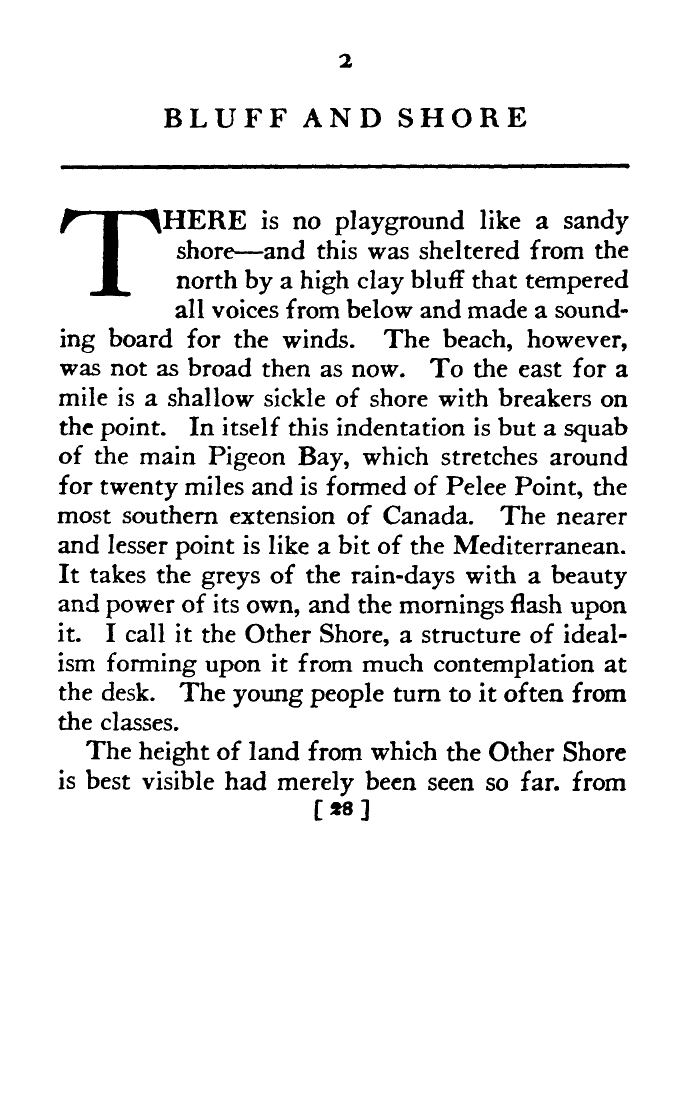 2
BLUFF AND SHORE
THERE is no playground like a sandy
shore—and this was sheltered from the
north by a high clay bluff that tempered
all voices from below and made a sound-
ing board for the winds. The beach, however,
was not as broad then as now. To the east for a
mile is a shallow sickle of shore with breakers on
the point. In itself this indentation is but a squab
of the main Pigeon Bay, which stretches around
for twenty miles and is formed of Pelee Point, the
most southern extension of Canada. The nearer
and lesser point is like a bit of the Mediterranean.
It takes the greys of the rain-days with a beauty
and power of its own, and the mornings flash upon
it. I call it the Other Shore, a structure of ideal-
ism forming upon it from much contemplation at
the desk. The young people turn to it often from
the classes.
The height of land from which the Other Shore
is best visible had merely been seen so far. from
[ 28 ]